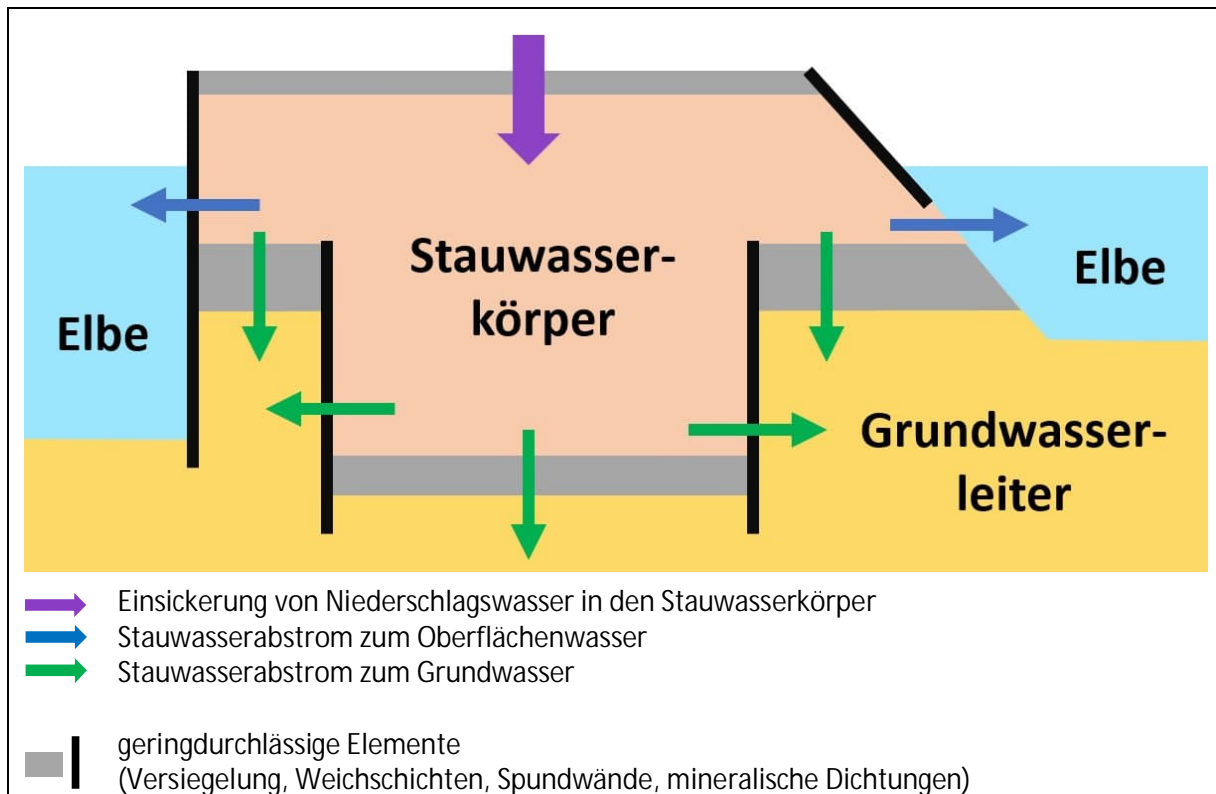 Stauwasser-
körper
Elbe
Elbe
Grundwasser-
leiter
Einsickerung von Niederschlagswasser in den Stauwasserkörper
Stauwasserabstrom zum Oberflächenwasser
Stauwasserabstrom zum Grundwasser
geringdurchlässige Elemente
(Versiegelung, Weichschichten, Spundwände, mineralische Dichtungen)